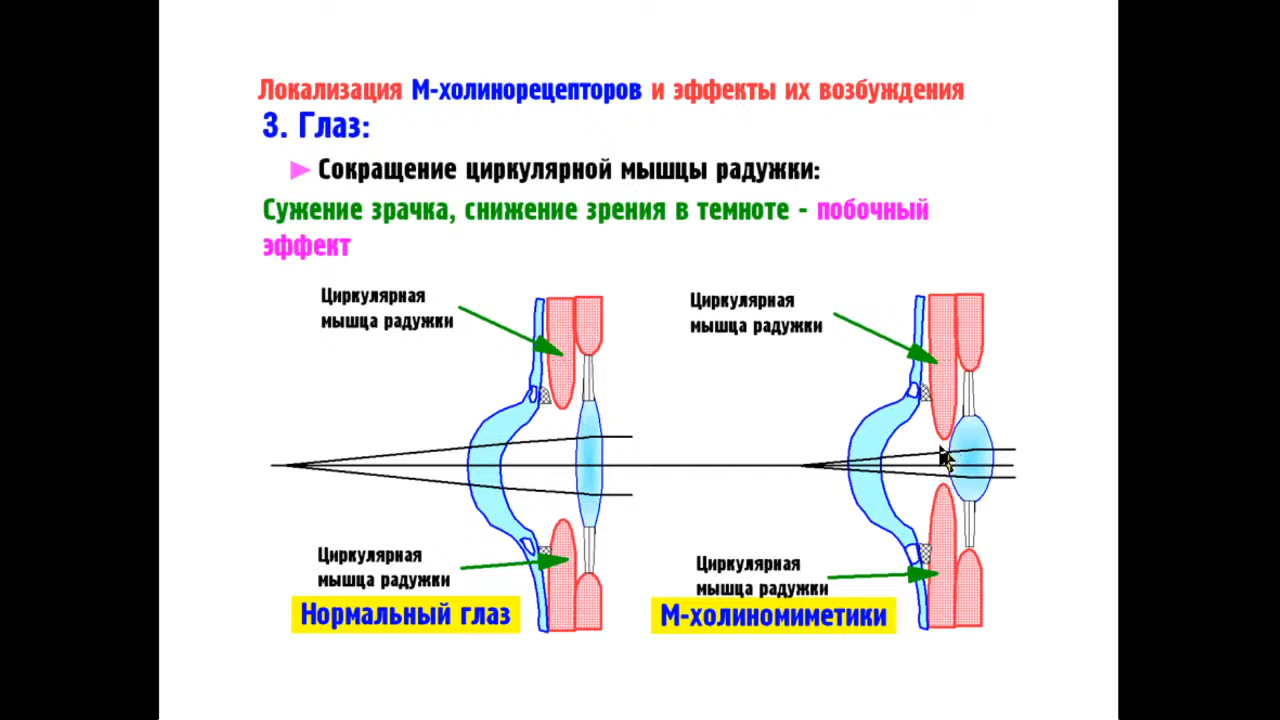 Локализация М-холинорецепторов и эффекты их возбуждения
3. Глаз:
Сокращение циркулярной мышцы радужки:
Сужение зрачка, снижение зрения в темноте - побочный
эффект
Циркулярная
мышца радужки
Циркулярная
мышца радужки
Циркулярная
мышца радужки
Циркулярная
мышца радужки
Нормальный глаз
М-холиномиметики